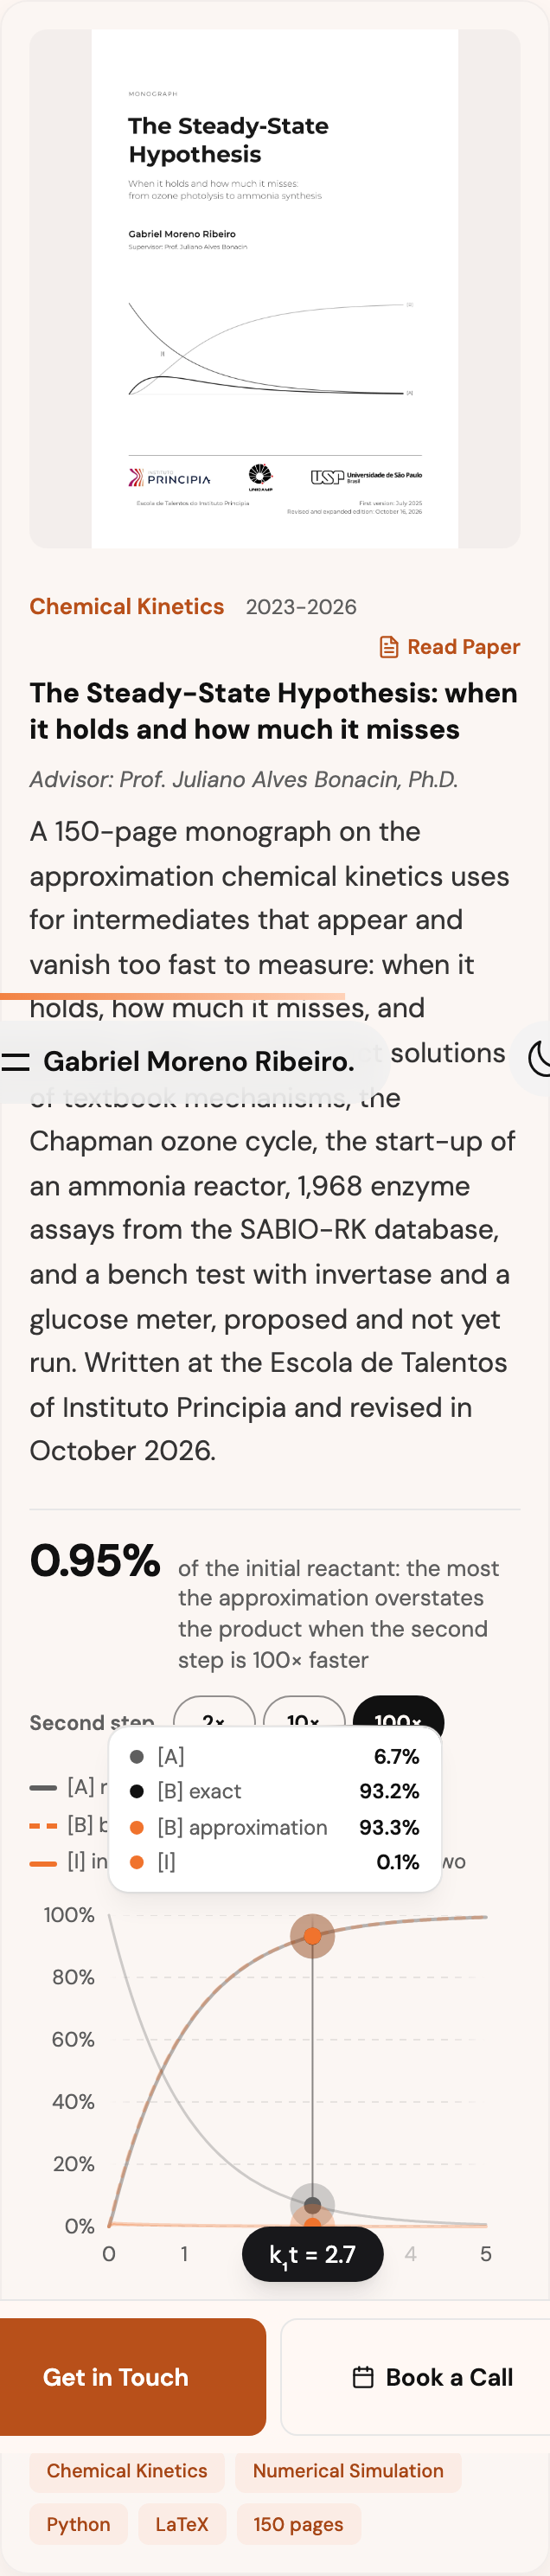 MONOGRAPH
The Steady-State
Hypothesis
When it holds and how much it misses:
from ozone photolysis to ammonia synthesis
Gabriel Moreno Ribeiro
Supervisor: Prof. Juliano Alves Bonacin
INSTITUTO
PRINCIPIA
UNICAMP
USP Universidade de São Paulo
Brasil
Escola de Talentos do Instituto Principia
First version: July 2025
Revised and expanded edition: October 16, 2026
Chemical Kinetics 2023-2026
Read Paper
The Steady-State Hypothesis: when
it holds and how much it misses
Advisor: Prof. Juliano Alves Bonacin, Ph.D.
A 150-page monograph on the
approximation chemical kinetics uses
for intermediates that appear and
vanish too fast to measure: when it
holds, how much it misses, and
Gabriel Moreno Ribeiro.
solutions
of textbook mechanisms, the
Chapman ozone cycle, the start-up of
an ammonia reactor, 1,968 enzyme
assays from the SABIO-RK database,
and a bench test with invertase and a
glucose meter, proposed and not yet
run. Written at the Escola de Talentos
of Instituto Principia and revised in
October 2026.
0.95% of the initial reactant: the most
the approximation overstates
the product when the second
step is 100× faster
Second step 2× 10× 100×
[A] 6.7%
[B] exact 93.2%
[B] approximation 93.3%
[I] 0.1%
[A]
[B]
[I]
100%
80%
60%
40%
20%
0%
0 1 4 5
k₁t = 2.7
Get in Touch
Book a Call
Chemical Kinetics
Numerical Simulation
Python
LaTeX
150 pages